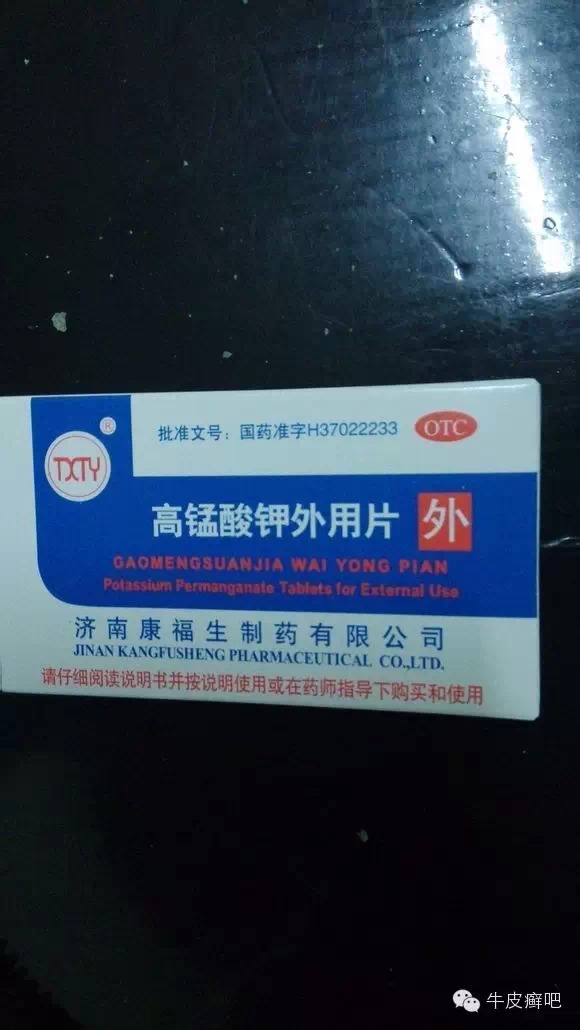 批准文号：国药准字H37022233
OTC
TXTY
®
高锰酸钾外用片
外
GAOMENGSUANJIA WAI YONG PIAN
Potassium Permanganate Tablets for External Use
济南康福生制药有限公司
JINAN KANGFUSHENG PHARMACEUTICAL CO.,LTD.
请仔细阅读说明书并按说明使用或在药师指导下购买和使用
牛皮癣吧